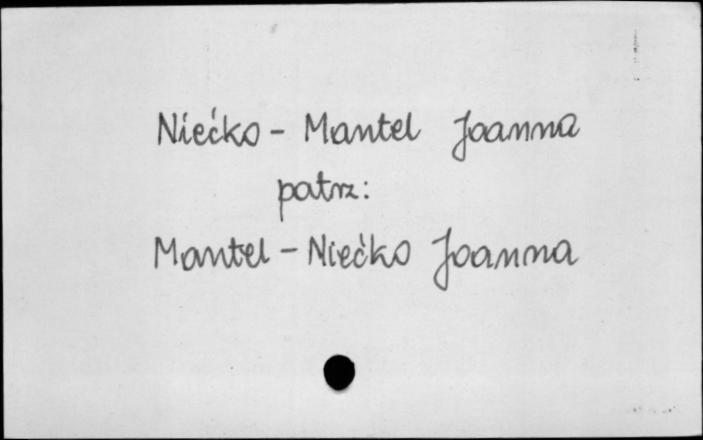 Niećko - Mantel Joanna
patrz:
Mantel - Niećko Joanna